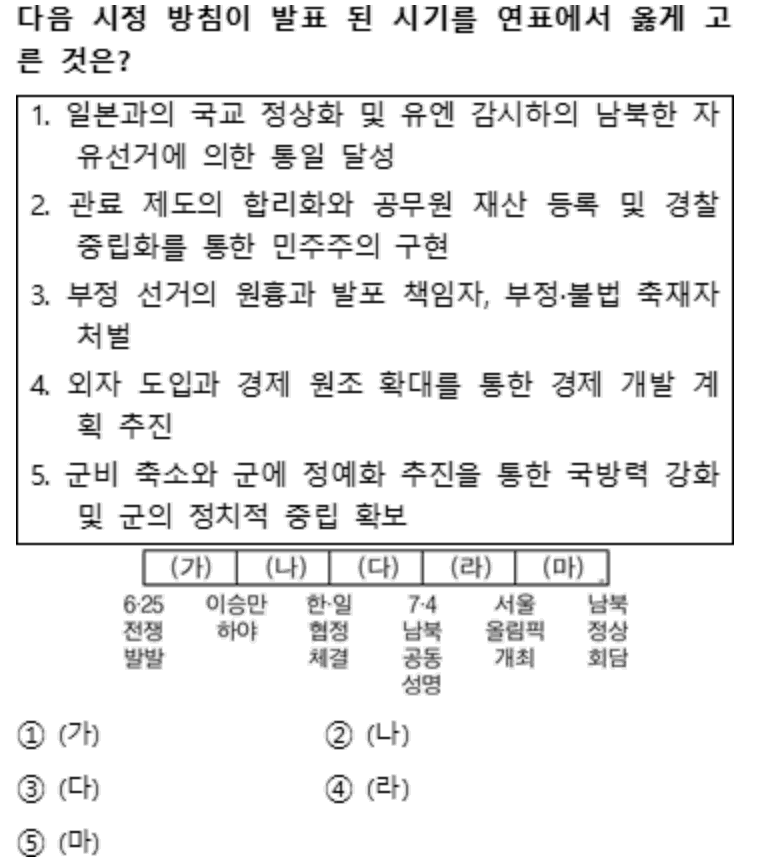 다음 시정 방침이 발표 된 시기를 연표에서 옳게 고
른 것은?
1. 일본과의 국교 정상화 및 유엔 감시하의 남북한 자
유선거에 의한 통일 달성
2. 관료 제도의 합리화와 공무원 재산 등록 및 경찰
중립화를 통한 민주주의 구현
3. 부정 선거의 원흉과 발포 책임자, 부정·불법 축재자
처벌
4. 외자 도입과 경제 원조 확대를 통한 경제 개발 계
획 추진
5. 군비 축소와 군에 정예화 추진을 통한 국방력 강화
및 군의 정치적 중립 확보
(가) (나) (다) (라) (마)
6·25 이승만 한·일 7·4 서울 남북
전쟁 하야 협정 남북 올림픽 정상
발발 체결 공동 개최 회담
성명
① (가) ② (나)
③ (다) ④ (라)
⑤ (마)